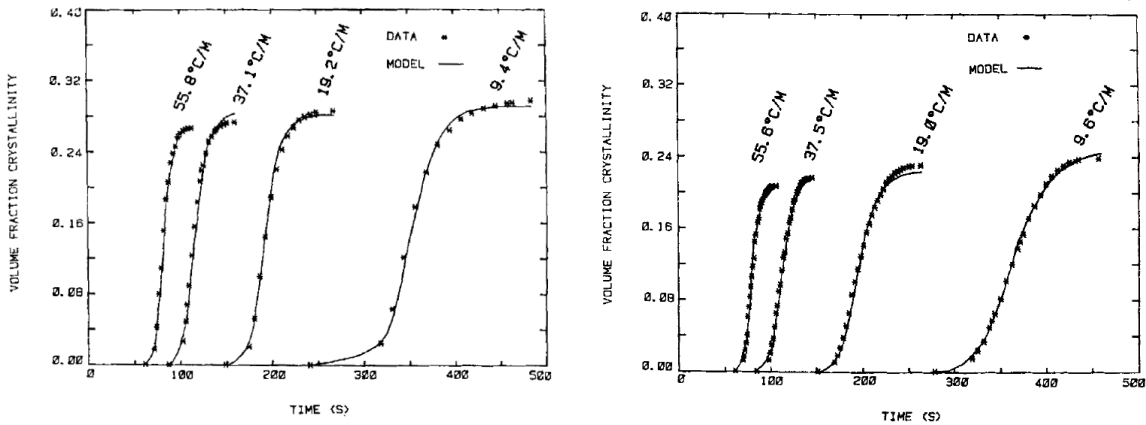 0.40
0.32
0.24
0.16
0.08
0.00
VOLUME FRACTION CRYSTALLINITY
DATA *
MODEL
55.8°C/M
37.1°C/M
19.2°C/M
9.4°C/M
0 100 200 300 400 500
TIME (S)
0.40
0.32
0.24
0.16
0.08
0.00
VOLUME FRACTION CRYSTALLINITY
DATA *
MODEL
55.6°C/M
37.5°C/M
19.0°C/M
9.6°C/M
0 100 200 300 400 500
TIME (S)